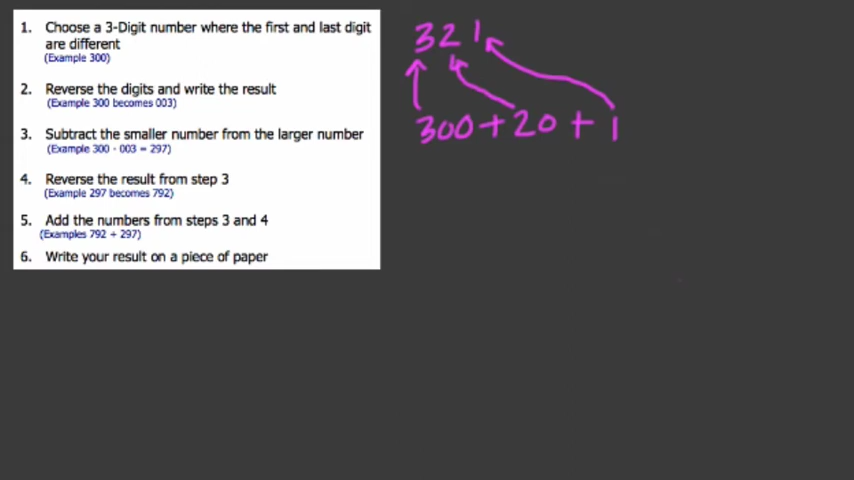 1. Choose a 3-Digit number where the first and last digit
are different
(Example 300)
2. Reverse the digits and write the result
(Example 300 becomes 003)
3. Subtract the smaller number from the larger number
(Example 300 - 003 = 297)
4. Reverse the result from step 3
(Example 297 becomes 792)
5. Add the numbers from steps 3 and 4
(Examples 792 + 297)
6. Write your result on a piece of paper
321
300 + 20 + 1